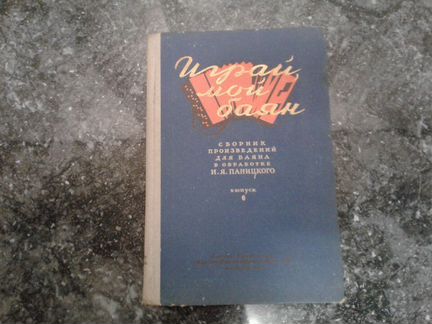 Играй,
мой
баян
СБОРНИК
ПРОИЗВЕДЕНИЙ
ДЛЯ БАЯНА
В ОБРАБОТКЕ
И.Я. ПАНИЦКОГО
выпуск
6